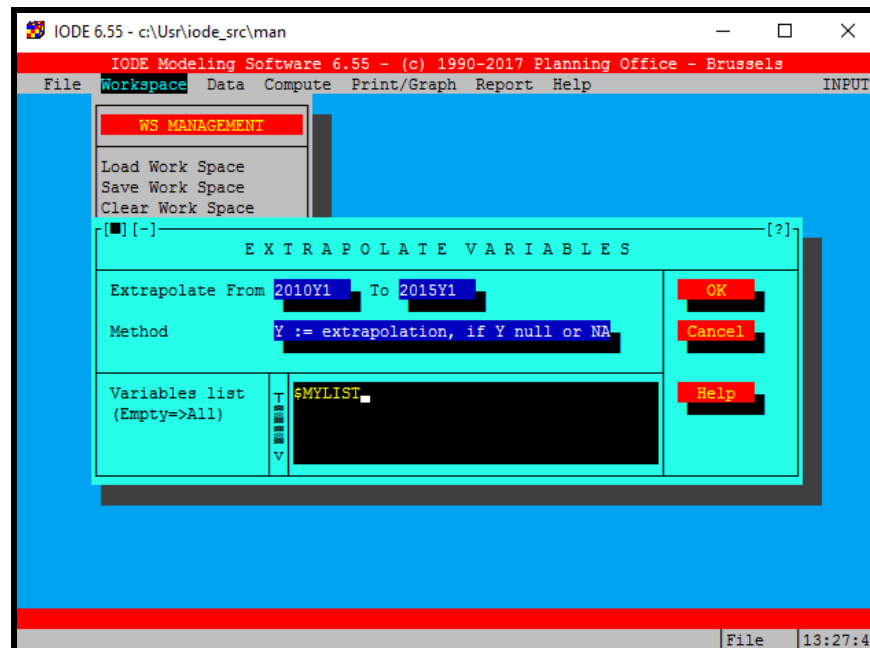 IODE 6.55 - c:\Usr\iode_src\man
IODE Modeling Software 6.55 - (c) 1990-2017 Planning Office - Brussels
File Workspace Data Compute Print/Graph Report Help INPUT
WS MANAGEMENT
Load Work Space
Save Work Space
Clear Work Space
[■][-] [?]
E X T R A P O L A T E V A R I A B L E S
Extrapolate From 2010Y1 To 2015Y1 OK
Method Y := extrapolation, if Y null or NA Cancel
Variables list $MYLIST Help
(Empty=>All)
File 13:27:4